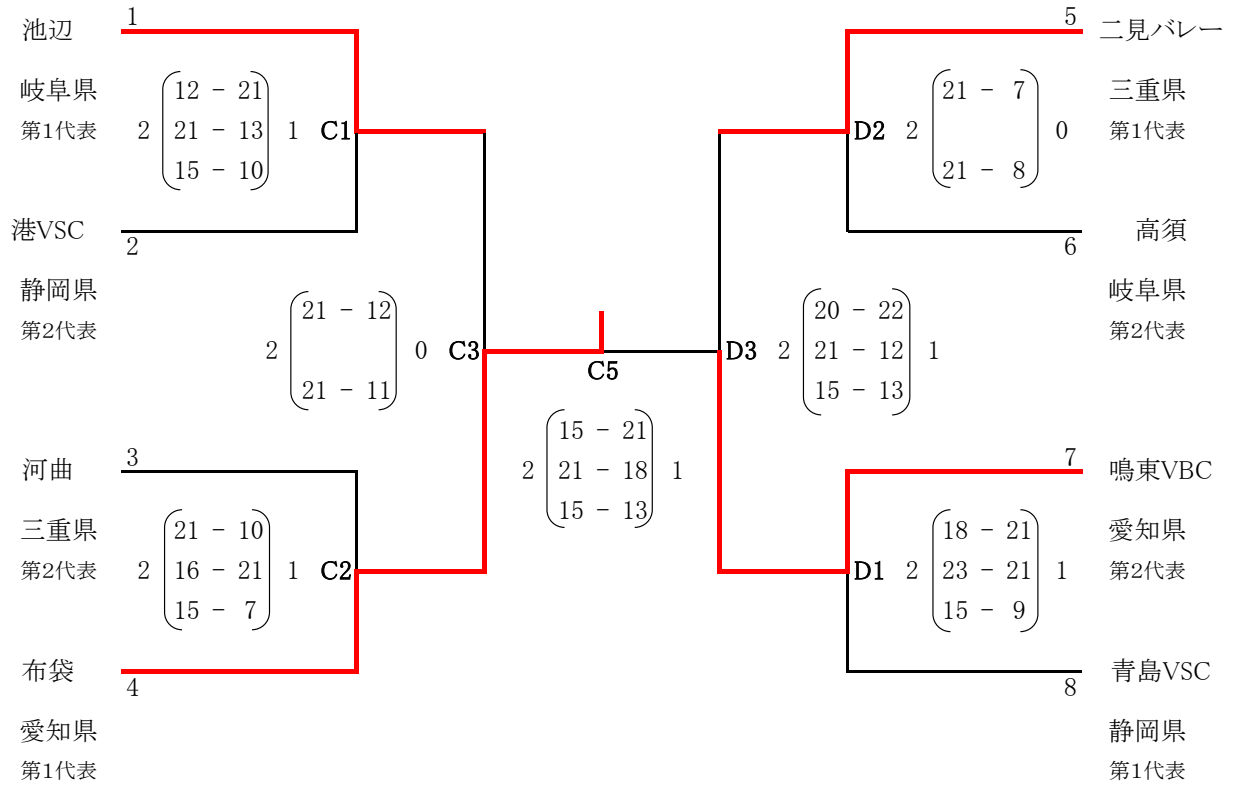 1
池辺
岐阜県
第1代表
2
12 - 21
21 - 13
15 - 10
1
C1
港VSC
2
静岡県
第2代表
2
21 - 12
21 - 11
0
C3
3
河曲
三重県
第2代表
2
21 - 10
16 - 21
15 - 7
1
C2
布袋
4
愛知県
第1代表
C5
2
15 - 21
21 - 18
15 - 13
1
5
二見バレー
三重県
第1代表
D2
2
21 - 7
21 - 8
0
高須
6
岐阜県
第2代表
D3
2
20 - 22
21 - 12
15 - 13
1
7
鳴東VBC
愛知県
第2代表
D1
2
18 - 21
23 - 21
15 - 9
1
青島VSC
8
静岡県
第1代表